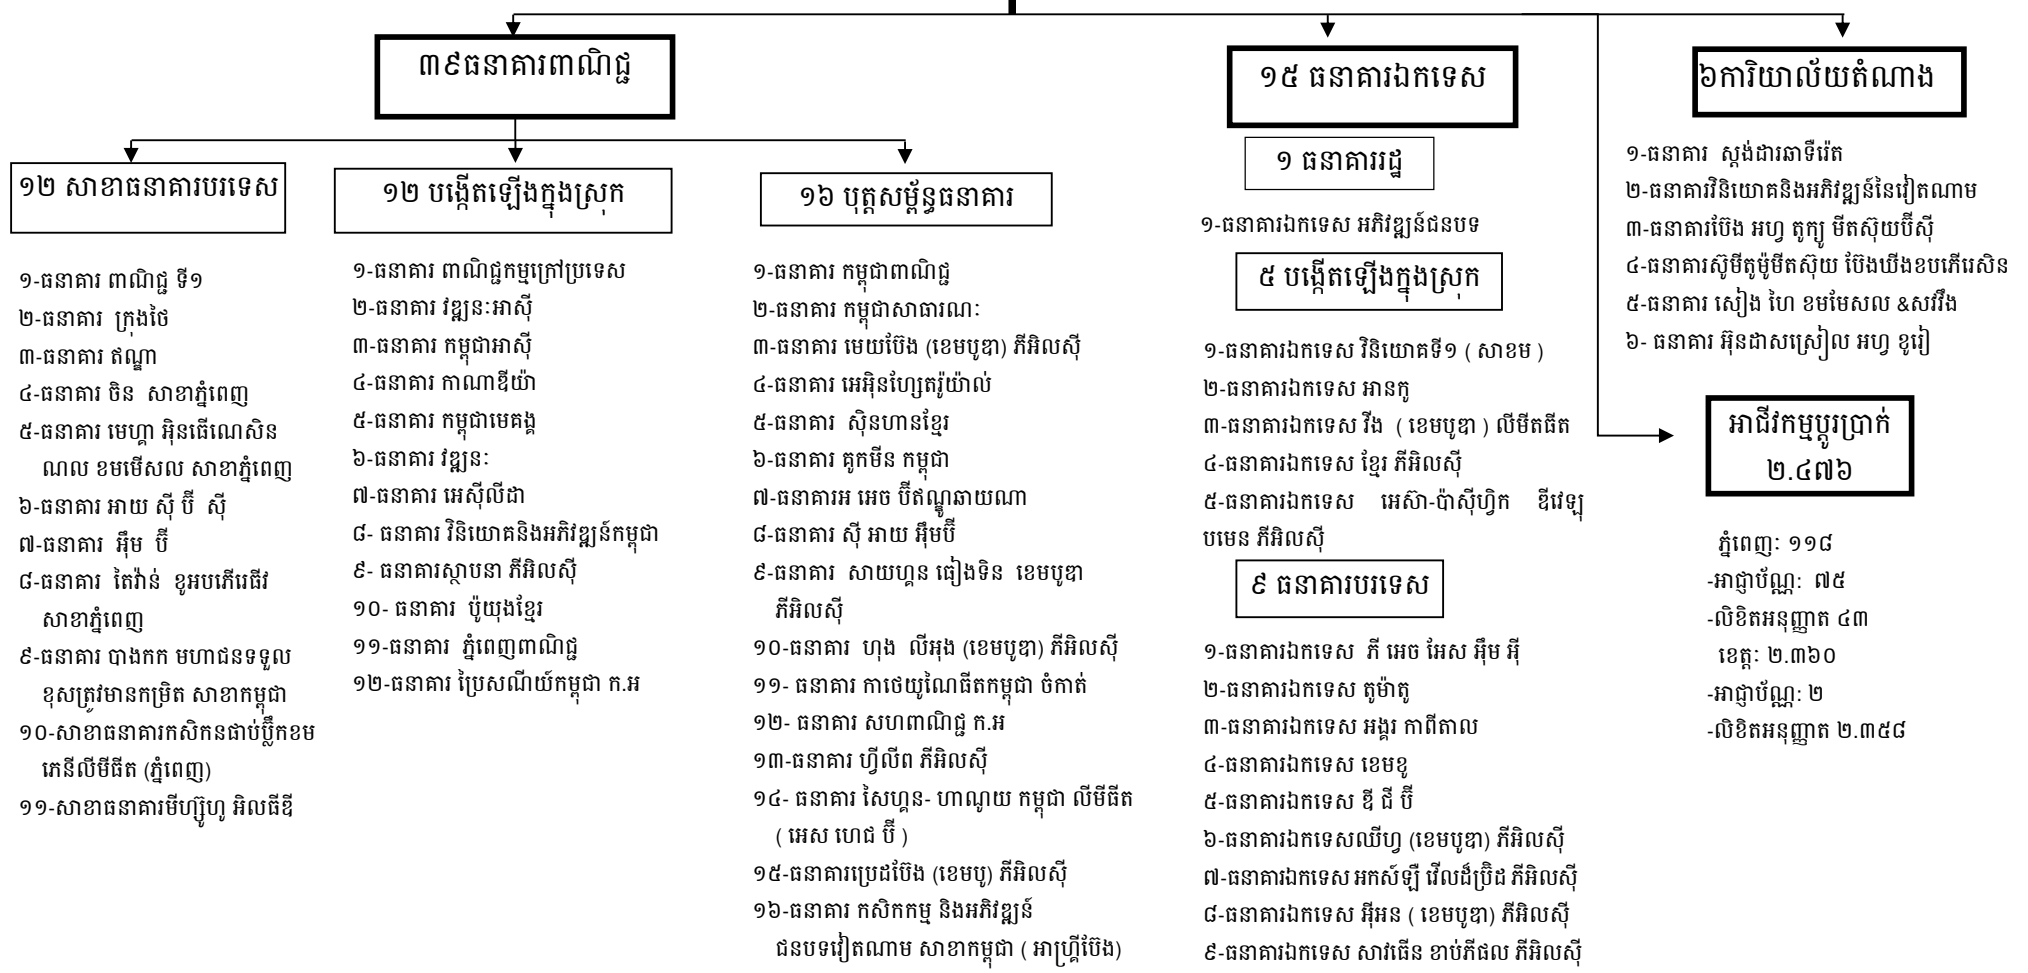 ៣៩ធនាគារពាណិជ្ជ
១២ សាខាធនាគារបរទេស
១-ធនាគារ ពាណិជ្ជ ទី១
២-ធនាគារ ក្រុងថៃ
៣-ធនាគារ ឥណ្ឌា
៤-ធនាគារ ចិន សាខាភ្នំពេញ
៥-ធនាគារ មេហ្គា អ៊ិនធើណេសិន
ណល ខមមើសល សាខាភ្នំពេញ
៦-ធនាគារ អាយ ស៊ី ប៊ី ស៊ី
៧-ធនាគារ អ៊ឹម ប៊ី
៨-ធនាគារ តៃវ៉ាន់ ខូអបភើរេធីវ
សាខាភ្នំពេញ
៩-ធនាគារ បាងកក មហាជនទទួល
ខុសត្រូវមានកម្រិត សាខាកម្ពុជា
១០-សាខាធនាគារកសិកនផាប់ប្លឹកខម
ភេនីលីមីធីត (ភ្នំពេញ)
១១-សាខាធនាគារមីហ្ស៊ូហូ អិលធីឌី
១២ បង្កើតឡើងក្នុងស្រុក
១-ធនាគារ ពាណិជ្ជកម្មក្រៅប្រទេស
២-ធនាគារ វឌ្ឍនៈអាស៊ី
៣-ធនាគារ កម្ពុជាអាស៊ី
៤-ធនាគារ កាណាឌីយ៉ា
៥-ធនាគារ កម្ពុជាមេគង្គ
៦-ធនាគារ វឌ្ឍនៈ
៧-ធនាគារ អេស៊ីលីដា
៨- ធនាគារ វិនិយោគនិងអភិវឌ្ឍន៍កម្ពុជា
៩- ធនាគារស្ថាបនា ភីអិលស៊ី
១០- ធនាគារ ប៊ូយុងខ្មែរ
១១-ធនាគារ ភ្នំពេញពាណិជ្ជ
១២-ធនាគារ ប្រៃសណីយ៍កម្ពុជា ក.អ
១៦ បុត្តសម្ព័ន្ធធនាគារ
១-ធនាគារ កម្ពុជាពាណិជ្ជ
២-ធនាគារ កម្ពុជាសាធារណៈ
៣-ធនាគារ មេយប៊ែង (ខេមបូឌា) ភីអិលស៊ី
៤-ធនាគារ អេអ៊ិនហ្សែតរ៉ូយ៉ាល់
៥-ធនាគារ ស៊ិនហានខ្មែរ
៦-ធនាគារ គូកមីន កម្ពុជា
៧-ធនាគារអ អេច ប៊ីឥណ្ឌូឆាយណា
៨-ធនាគារ ស៊ី អាយ អ៊ឹមប៊ី
៩-ធនាគារ សាយហ្គន ធៀងទិន ខេមបូឌា
ភីអិលស៊ី
១០-ធនាគារ ហុង លីអុង (ខេមបូឌា) ភីអិលស៊ី
១១- ធនាគារ កាថេយូណៃធីតកម្ពុជា ចំកាត់
១២- ធនាគារ សហពាណិជ្ជ ក.អ
១៣-ធនាគារ ហ្វីលីព ភីអិលស៊ី
១៤- ធនាគារ សៃហ្គន- ហាណូយ កម្ពុជា លីមីធីត
( អេស ហេជ ប៊ី )
១៥-ធនាគារប្រេដប៊ែង (ខេមបូ) ភីអិលស៊ី
១៦-ធនាគារ កសិកកម្ម និងអភិវឌ្ឍន៍
ជនបទវៀតណាម សាខាកម្ពុជា ( អាហ្គ្រីប៊ែង)
១៥ ធនាគារឯកទេស
១ ធនាគាររដ្ឋ
១-ធនាគារឯកទេស អភិវឌ្ឍន៍ជនបទ
៥ បង្កើតឡើងក្នុងស្រុក
១-ធនាគារឯកទេស វិនិយោគទី១ ( សាខម )
២-ធនាគារឯកទេស អានកូ
៣-ធនាគារឯកទេស វីង ( ខេមបូឌា ) លីមីតធីត
៤-ធនាគារឯកទេស ខ្មែរ ភីអិលស៊ី
៥-ធនាគារឯកទេស អេស៊ា-ប៉ាស៊ីហ្វិក ឌីវេឡុ
បមេន ភីអិលស៊ី
៩ ធនាគារបរទេស
១-ធនាគារឯកទេស ភី អេច អែស អ៊ឹម អ៊ី
២-ធនាគារឯកទេស តូម៉ាតូ
៣-ធនាគារឯកទេស អង្គរ កាពីតាល
៤-ធនាគារឯកទេស ខេមខូ
៥-ធនាគារឯកទេស ឌី ជី ប៊ី
៦-ធនាគារឯកទេសឈីហ្វ (ខេមបូឌា) ភីអិលស៊ី
៧-ធនាគារឯកទេសអកស៍ឡឺ វើលដ៏ប្រ៊ិដ ភីអិលស៊ី
៨-ធនាគារឯកទេស អ៊ីអន ( ខេមបូឌា) ភីអិលស៊ី
៩-ធនាគារឯកទេស សាវធើន ខាប់ភីផល ភីអិលស៊ី
៦ការិយាល័យតំណាង
១-ធនាគារ ស្តង់ដារឆាទឺរ៉េត
២-ធនាគារវិនិយោគនិងអភិវឌ្ឍន៍នៃវៀតណាម
៣-ធនាគារប៊ែង អហ្វ តូក្យូ មីតស៊ុយប៊ីស៊ី
៤-ធនាគារស៊ូមីតូម៉ូមីតស៊ុយ ប៊ែងឃីងខបភើរេសិន
៥-ធនាគារ សៀង ហៃ ខមមែសល &សវវឹង
៦- ធនាគារ អ៊ុនដាសស្រៀល អហ្វ ខូរៀ
អាជីវកម្មប្តូរប្រាក់
២.៤៧៦
ភ្នំពេញៈ ១១៨
-អាជ្ញាប័ណ្ណ: ៧៥
-លិខិតអនុញ្ញាត ៤៣
ខេត្តៈ ២.៣៦០
-អាជ្ញាប័ណ្ណ: ២
-លិខិតអនុញ្ញាត ២.៣៥៨